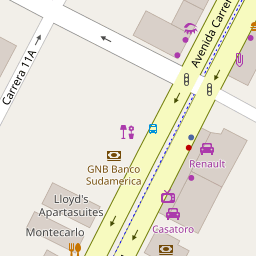 Avenida Carre
Carrera 11A
Renault
GNB Banco
Sudamerica
Lloyd's
Apartasuites
Casatoro
Montecarlo